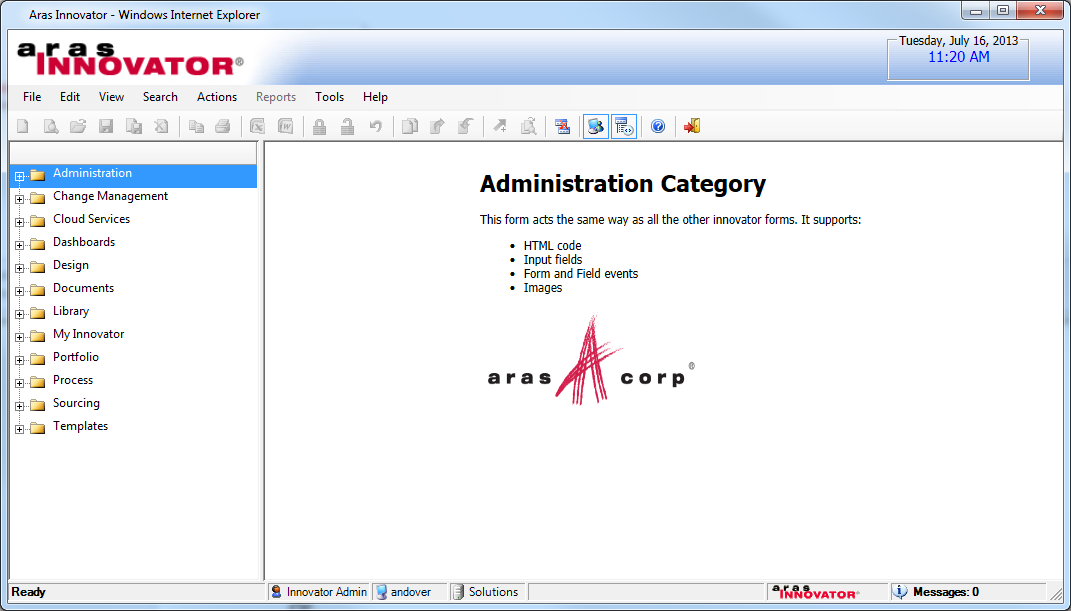 Aras Innovator - Windows Internet Explorer
aras
INNOVATOR®
Tuesday, July 16, 2013
11:20 AM
File Edit View Search Actions Reports Tools Help
Administration
Change Management
Cloud Services
Dashboards
Design
Documents
Library
My Innovator
Portfolio
Process
Sourcing
Templates
Administration Category
This form acts the same way as all the other innovator forms. It supports:
• HTML code
• Input fields
• Form and Field events
• Images
aras corp®
Ready Innovator Admin andover Solutions aras INNOVATOR® Messages: 0